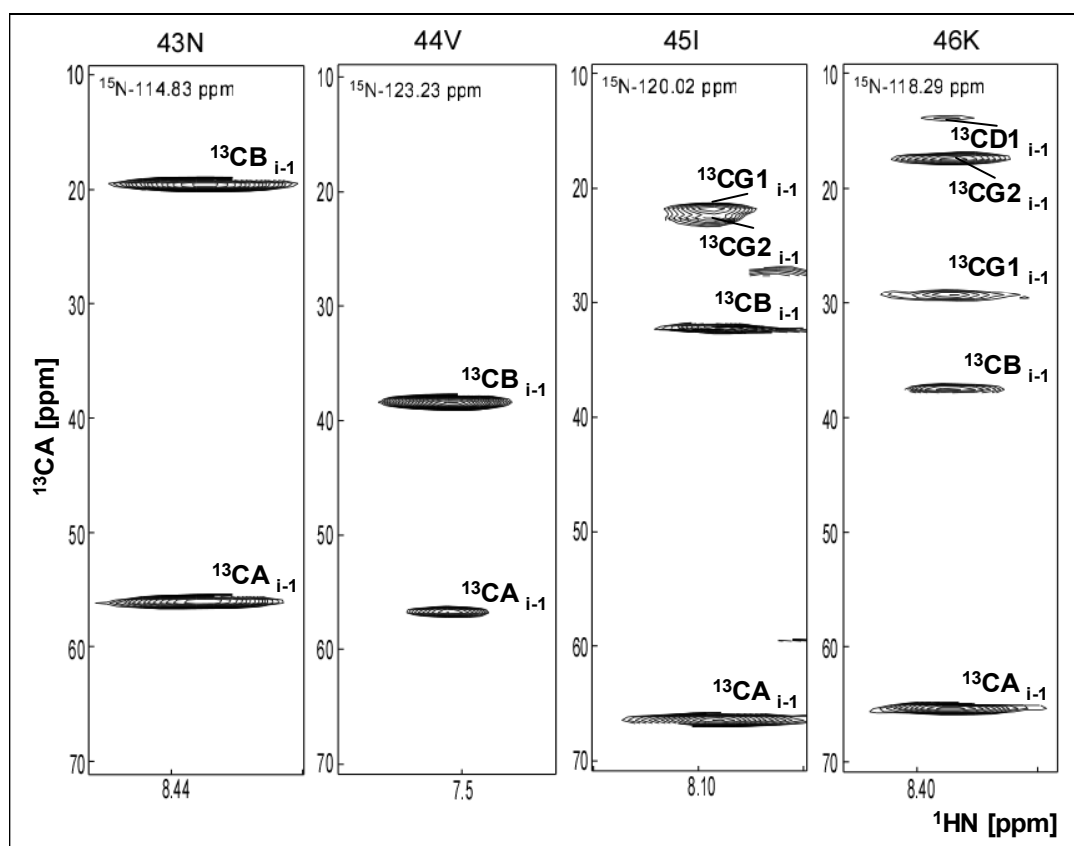 43N 44V 45I 46K
¹⁵N-114.83 ppm ¹⁵N-123.23 ppm ¹⁵N-120.02 ppm ¹⁵N-118.29 ppm
¹³CA [ppm]
10
20
30
40
50
60
70
¹³CB i-1
¹³CA i-1
8.44
10
20
30
40
50
60
70
¹³CB i-1
¹³CA i-1
7.5
10
20
30
40
50
60
70
¹³CG1 i-1
¹³CG2 i-1
¹³CB i-1
¹³CA i-1
8.10
10
20
30
40
50
60
70
¹³CD1 i-1
¹³CG2 i-1
¹³CG1 i-1
¹³CB i-1
¹³CA i-1
8.40
¹HN [ppm]